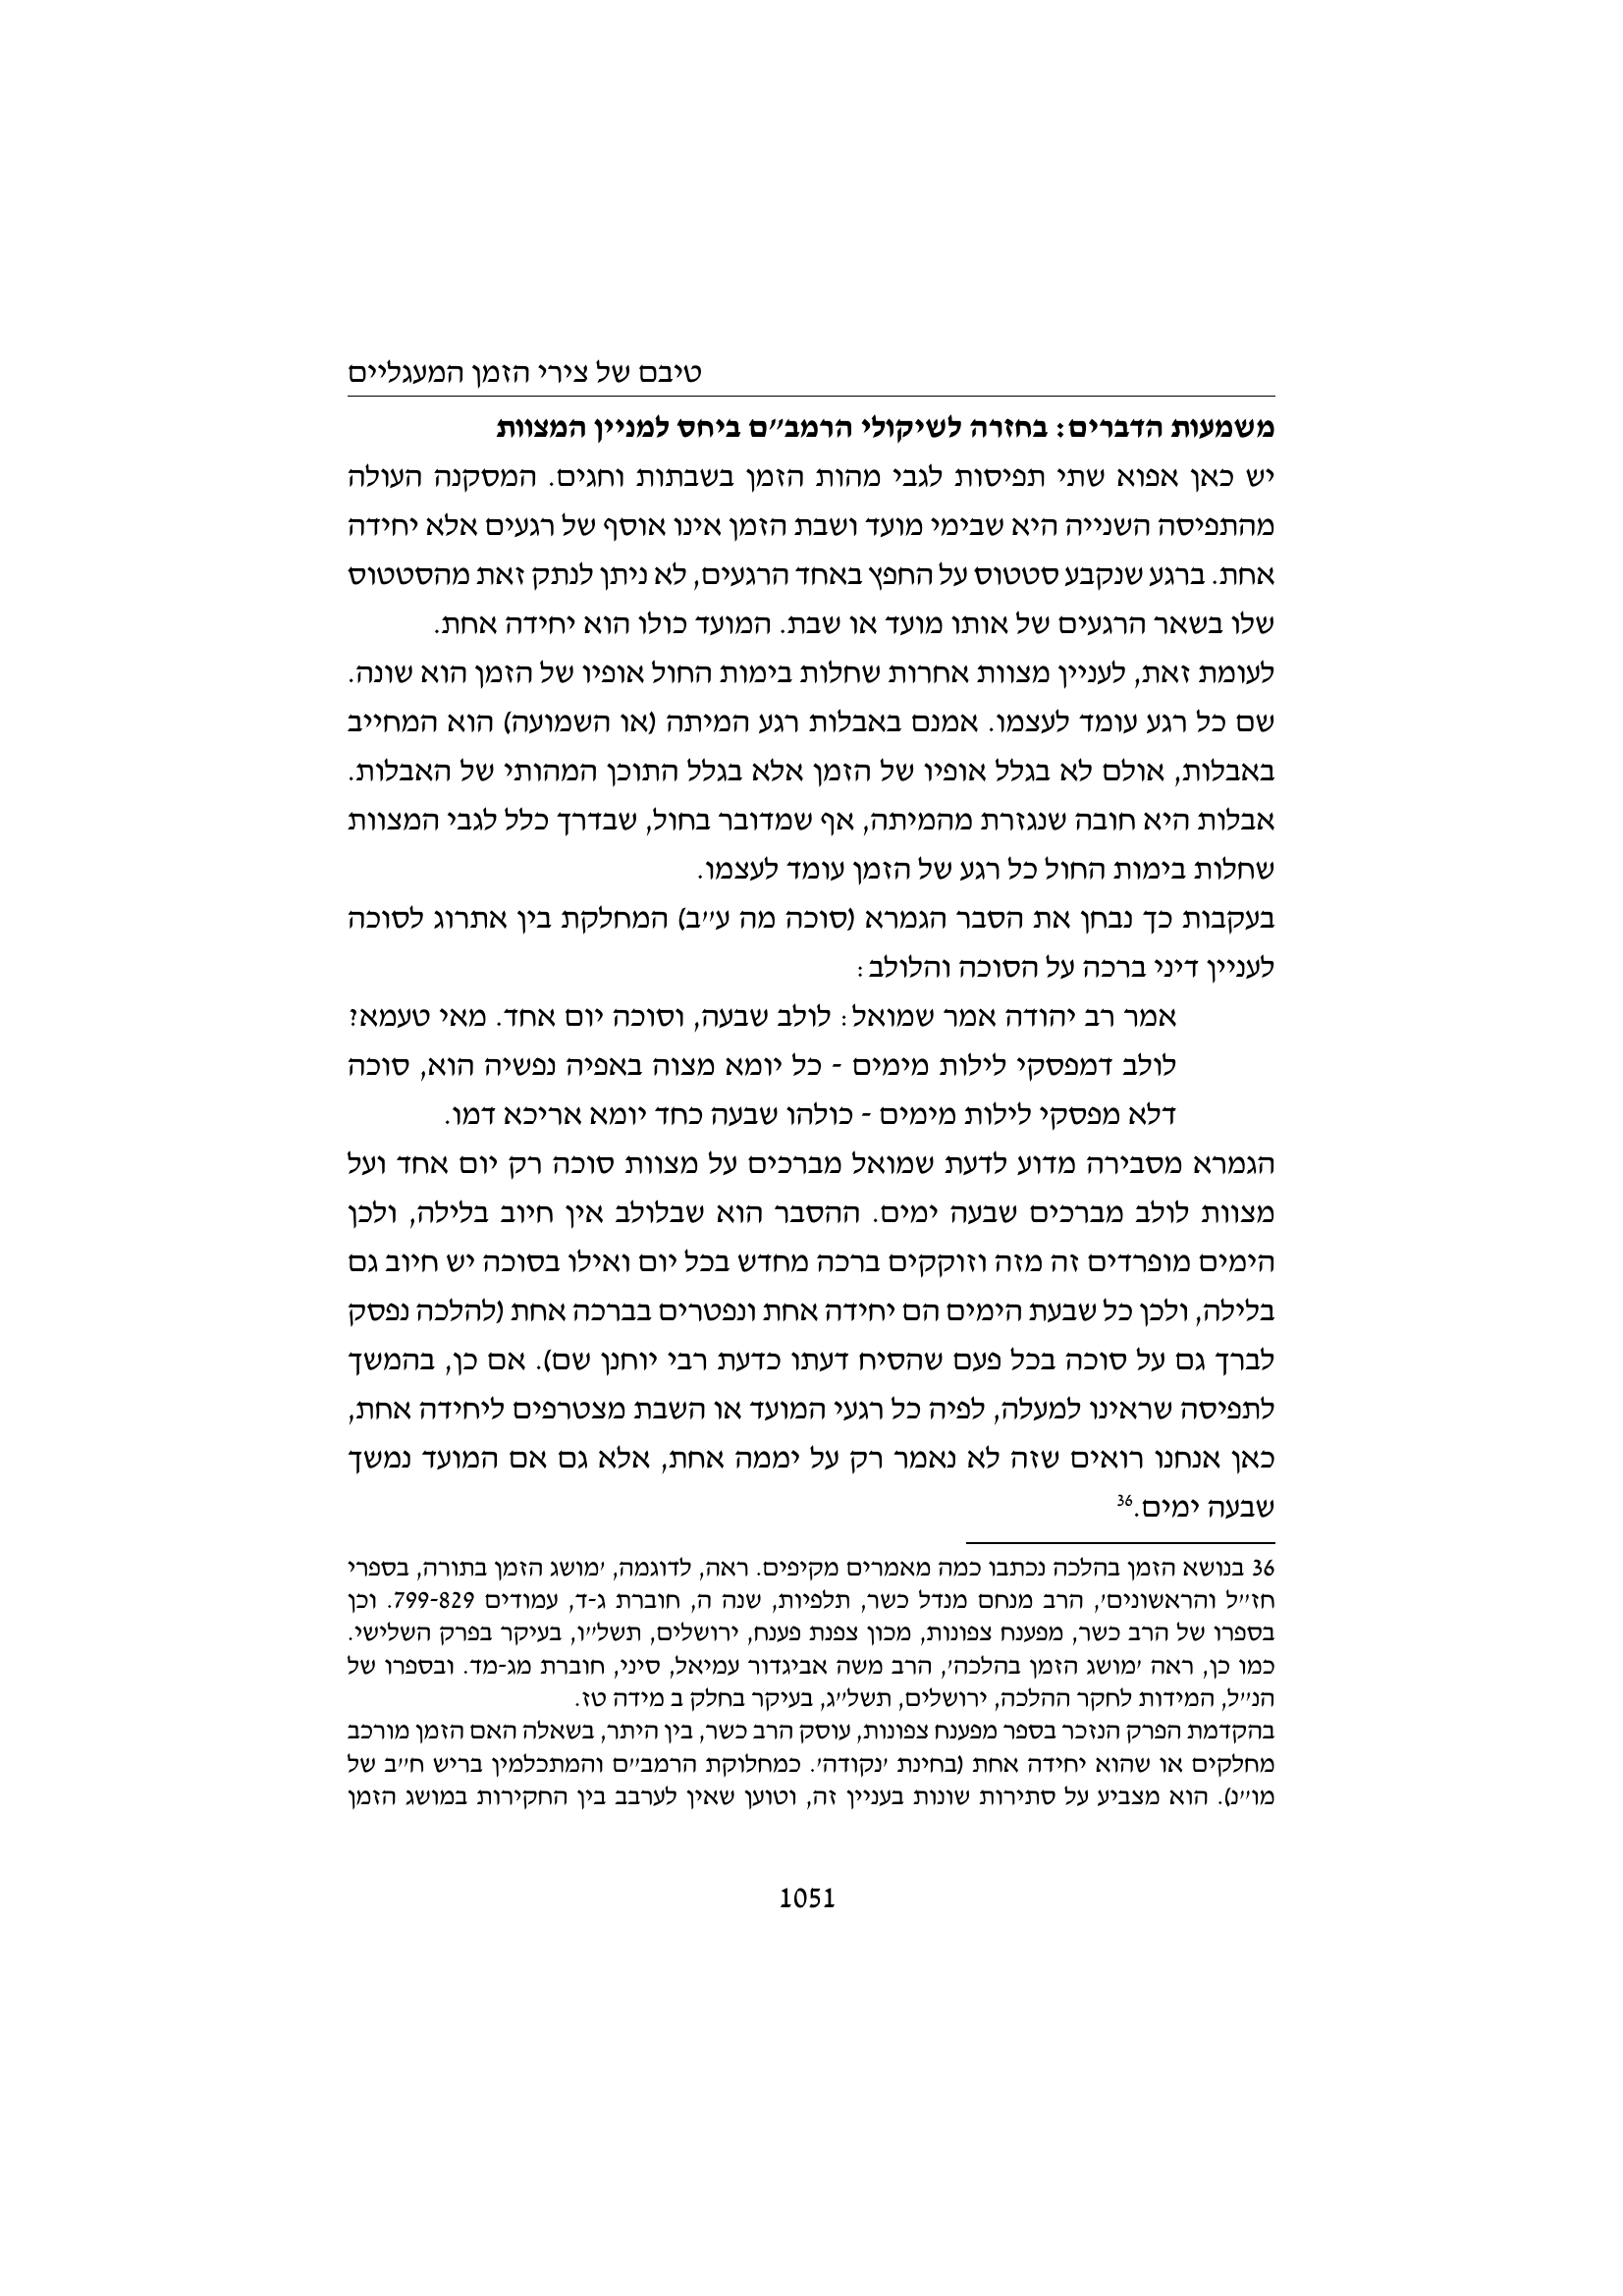 טיבם של צירי הזמן המעגליים
משמעות הדברים: בחזרה לשיקולי הרמב״ם ביחס למניין המצוות
יש כאן אפוא שתי תפיסות לגבי מהות הזמן בשבתות וחגים. המסקנה העולה
מהתפיסה השנייה היא שבימי מועד ושבת הזמן אינו אוסף של רגעים אלא יחידה
אחת. ברגע שנקבע סטטוס על החפץ באחד הרגעים, לא ניתן לנתק זאת מהסטטוס
שלו בשאר הרגעים של אותו מועד או שבת. המועד כולו הוא יחידה אחת.
לעומת זאת, לעניין מצוות אחרות שחלות בימות החול אופיו של הזמן הוא שונה.
שם כל רגע עומד לעצמו. אמנם באבלות רגע המיתה (או השמועה) הוא המחייב
באבלות, אולם לא בגלל אופיו של הזמן אלא בגלל התוכן המהותי של האבלות.
אבלות היא חובה שנגזרת מהמיתה, אף שמדובר בחול, שבדרך כלל לגבי המצוות
שחלות בימות החול כל רגע של הזמן עומד לעצמו.
בעקבות כך נבחן את הסבר הגמרא (סוכה מה ע״ב) המחלקת בין אתרוג לסוכה
לעניין דיני ברכה על הסוכה והלולב:
אמר רב יהודה אמר שמואל: לולב שבעה, וסוכה יום אחד. מאי טעמא?
לולב דמפסקי לילות מימים - כל יומא מצוה באפיה נפשיה הוא, סוכה
דלא מפסקי לילות מימים - כולהו שבעה כחד יומא אריכא דמו.
הגמרא מסבירה מדוע לדעת שמואל מברכים על מצוות סוכה רק יום אחד ועל
מצוות לולב מברכים שבעה ימים. ההסבר הוא שבלולב אין חיוב בלילה, ולכן
הימים מופרדים זה מזה וזוקקים ברכה מחדש בכל יום ואילו בסוכה יש חיוב גם
בלילה, ולכן כל שבעת הימים הם יחידה אחת ונפטרים בברכה אחת (להלכה נפסק
לברך גם על סוכה בכל פעם שהסיח דעתו כדעת רבי יוחנן שם). אם כן, בהמשך
לתפיסה שראינו למעלה, לפיה כל רגעי המועד או השבת מצטרפים ליחידה אחת,
כאן אנחנו רואים שזה לא נאמר רק על יממה אחת, אלא גם אם המועד נמשך
שבעה ימים.36
36 בנושא הזמן בהלכה נכתבו כמה מאמרים מקיפים. ראה, לדוגמה, ׳מושג הזמן בתורה, בספרי
חז״ל והראשונים׳, הרב מנחם מנדל כשר, תלפיות, שנה ה, חוברת ג-ד, עמודים 799-829. וכן
בספרו של הרב כשר, מפענח צפונות, מכון צפנת פענח, ירושלים, תשל״ו, בעיקר בפרק השלישי.
כמו כן, ראה ׳מושג הזמן בהלכה׳, הרב משה אביגדור עמיאל, סיני, חוברת מג-מד. ובספרו של
הנ״ל, המידות לחקר ההלכה, ירושלים, תשל״ג, בעיקר בחלק ב מידה טז.
בהקדמת הפרק הנזכר בספר מפענח צפונות, עוסק הרב כשר, בין היתר, בשאלה האם הזמן מורכב
מחלקים או שהוא יחידה אחת (בחינת ׳נקודה׳. כמחלוקת הרמב״ם והמתכלמין בריש ח״ב של
מו״נ). הוא מצביע על סתירות שונות בעניין זה, וטוען שאין לערבב בין החקירות במושג הזמן
1051